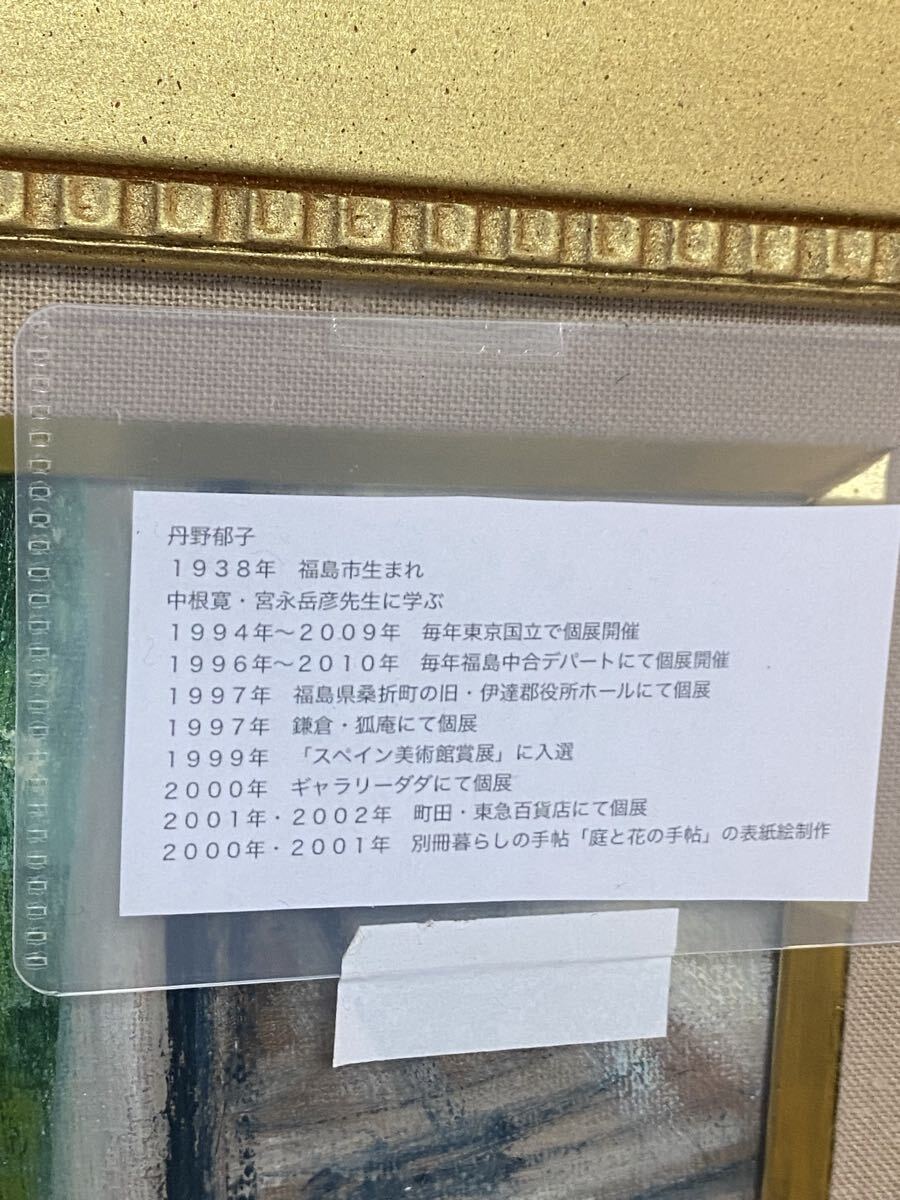 丹野郁子
１９３８年　福島市生まれ
中根寛・宮永岳彦先生に学ぶ
１９９４年～２００９年　毎年東京国立で個展開催
１９９６年～２０１０年　毎年福島中合デパートにて個展開催
１９９７年　福島県桑折町の旧・伊達郡役所ホールにて個展
１９９７年　鎌倉・狐庵にて個展
１９９９年　「スペイン美術館賞展」に入選
２０００年　ギャラリーダダにて個展
２００１年・２００２年　町田・東急百貨店にて個展
２０００年・２００１年　別冊暮らしの手帖「庭と花の手帖」の表紙絵制作